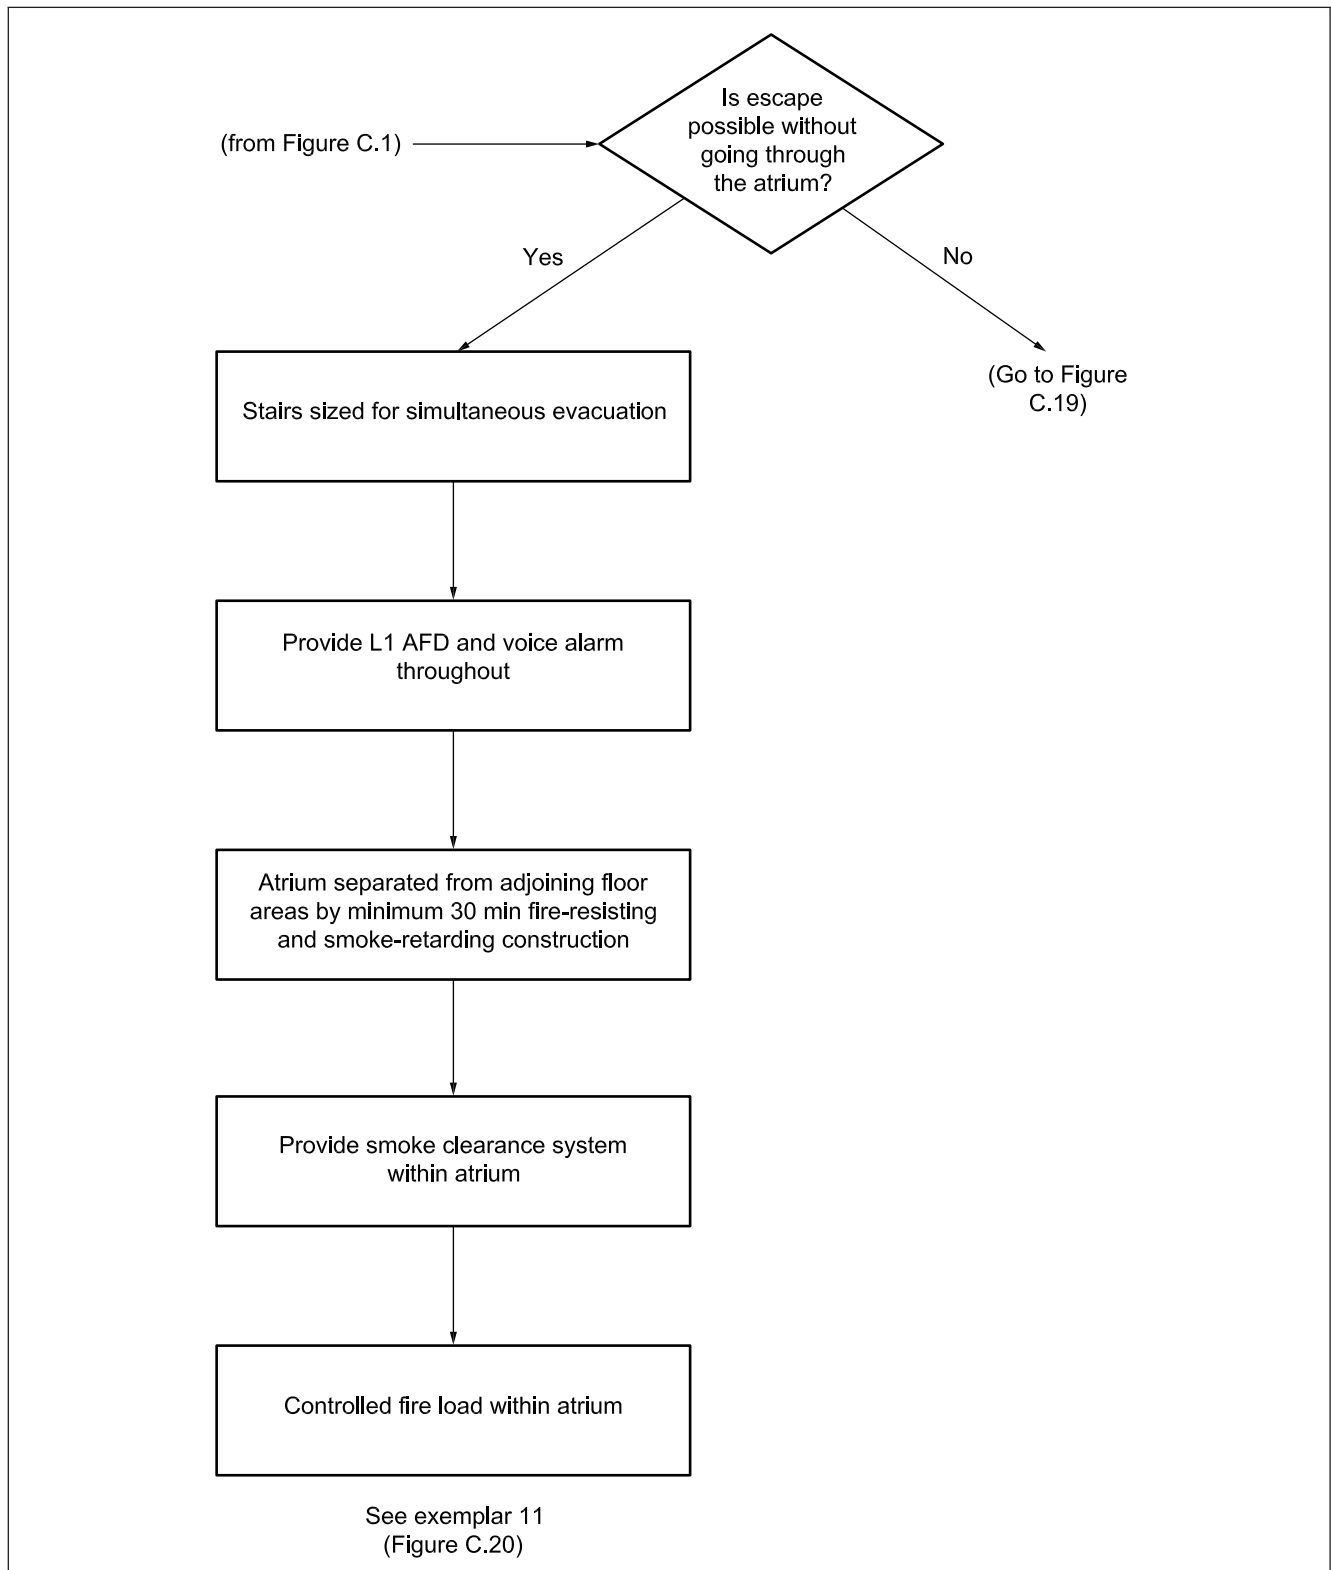 Is escape
possible without
going through
the atrium?
(from Figure C.1)
Yes
No
Stairs sized for simultaneous evacuation
(Go to Figure
C.19)
Provide L1 AFD and voice alarm
throughout
Atrium separated from adjoining floor
areas by minimum 30 min fire-resisting
and smoke-retarding construction
Provide smoke clearance system
within atrium
Controlled fire load within atrium
See exemplar 11
(Figure C.20)